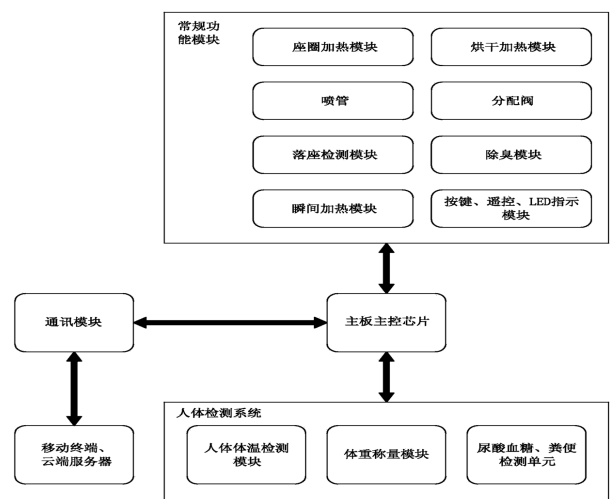 常规功
能模块
座圈加热模块
烘干加热模块
喷管
分配阀
落座检测模块
除臭模块
瞬间加热模块
按键、遥控、LED指示
模块
通讯模块
主板主控芯片
移动终端、
云端服务器
人体检测系统
人体体温检测
模块
体重称量模块
尿酸血糖、粪便
检测单元